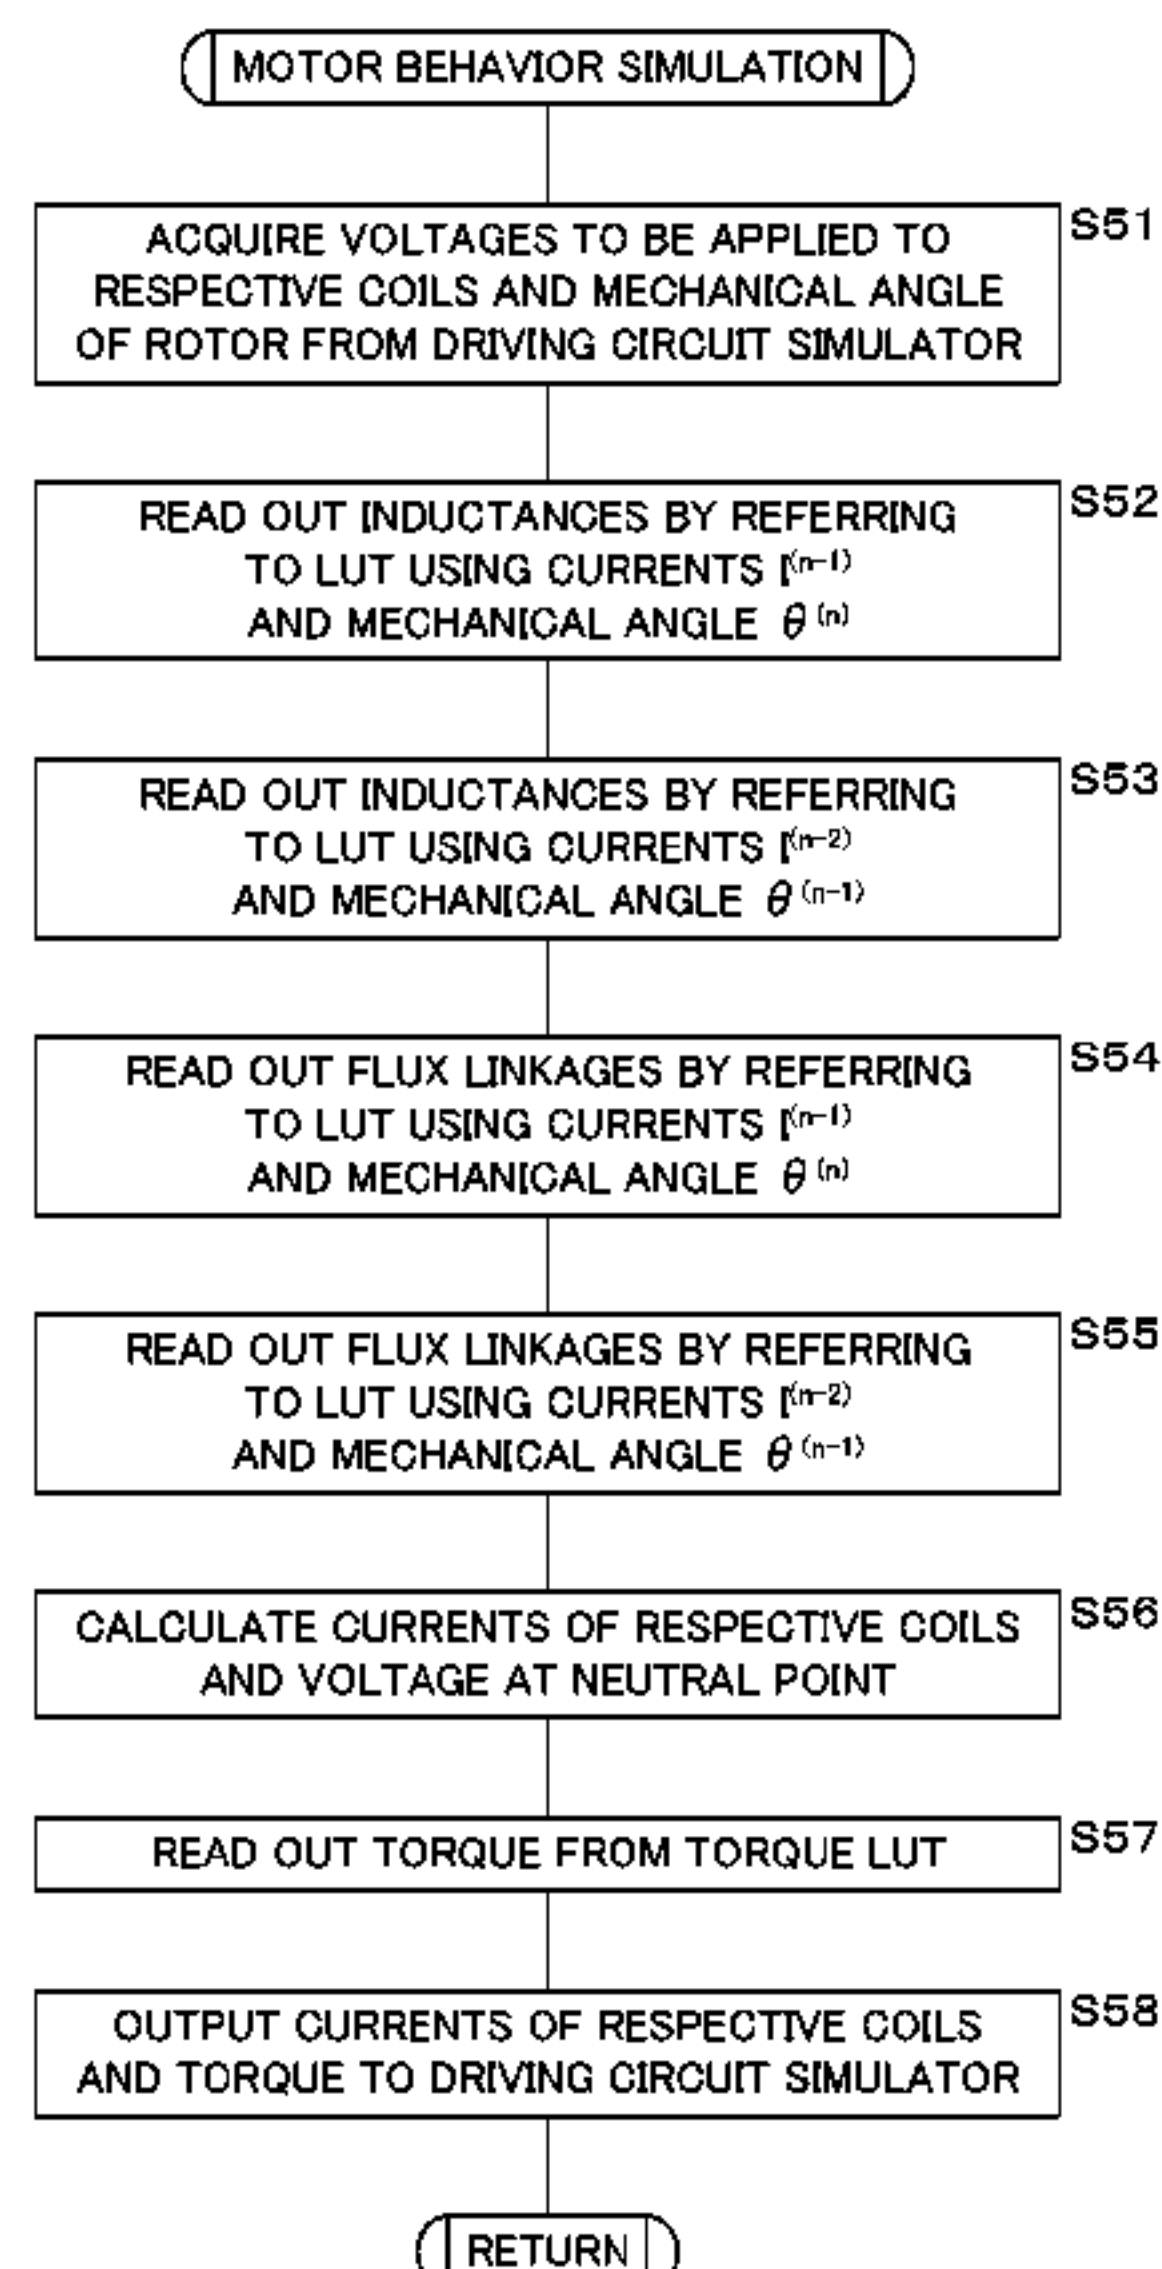 MOTOR BEHAVIOR SIMULATION
S51
ACQUIRE VOLTAGES TO BE APPLIED TO
RESPECTIVE COILS AND MECHANICAL ANGLE
OF ROTOR FROM DRIVING CIRCUIT SIMULATOR
S52
READ OUT INDUCTANCES BY REFERRING
TO LUT USING CURRENTS I⁽ⁿ⁻¹⁾
AND MECHANICAL ANGLE θ⁽ⁿ⁾
S53
READ OUT INDUCTANCES BY REFERRING
TO LUT USING CURRENTS I⁽ⁿ⁻²⁾
AND MECHANICAL ANGLE θ⁽ⁿ⁻¹⁾
S54
READ OUT FLUX LINKAGES BY REFERRING
TO LUT USING CURRENTS I⁽ⁿ⁻¹⁾
AND MECHANICAL ANGLE θ⁽ⁿ⁾
S55
READ OUT FLUX LINKAGES BY REFERRING
TO LUT USING CURRENTS I⁽ⁿ⁻²⁾
AND MECHANICAL ANGLE θ⁽ⁿ⁻¹⁾
S56
CALCULATE CURRENTS OF RESPECTIVE COILS
AND VOLTAGE AT NEUTRAL POINT
S57
READ OUT TORQUE FROM TORQUE LUT
S58
OUTPUT CURRENTS OF RESPECTIVE COILS
AND TORQUE TO DRIVING CIRCUIT SIMULATOR
RETURN